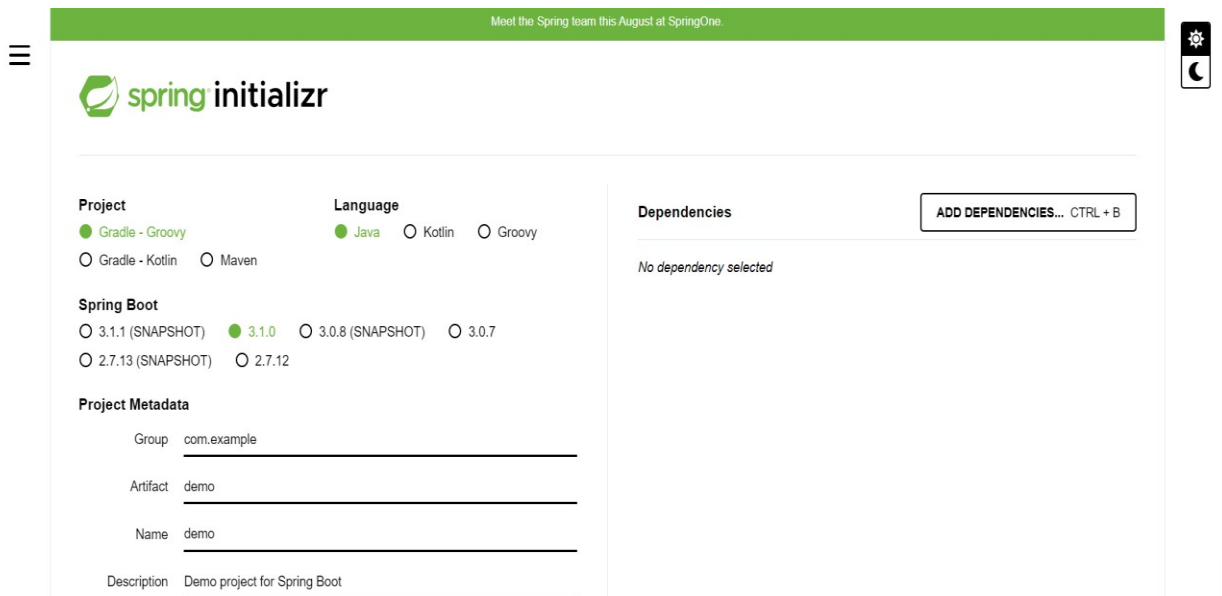 Meet the Spring team this August at SpringOne.
spring initializr
Project
Gradle - Groovy
Gradle - Kotlin Maven
Language
Java Kotlin Groovy
Spring Boot
3.1.1 (SNAPSHOT) 3.1.0 3.0.8 (SNAPSHOT) 3.0.7
2.7.13 (SNAPSHOT) 2.7.12
Project Metadata
Group com.example
Artifact demo
Name demo
Description Demo project for Spring Boot
Dependencies
ADD DEPENDENCIES... CTRL + B
No dependency selected